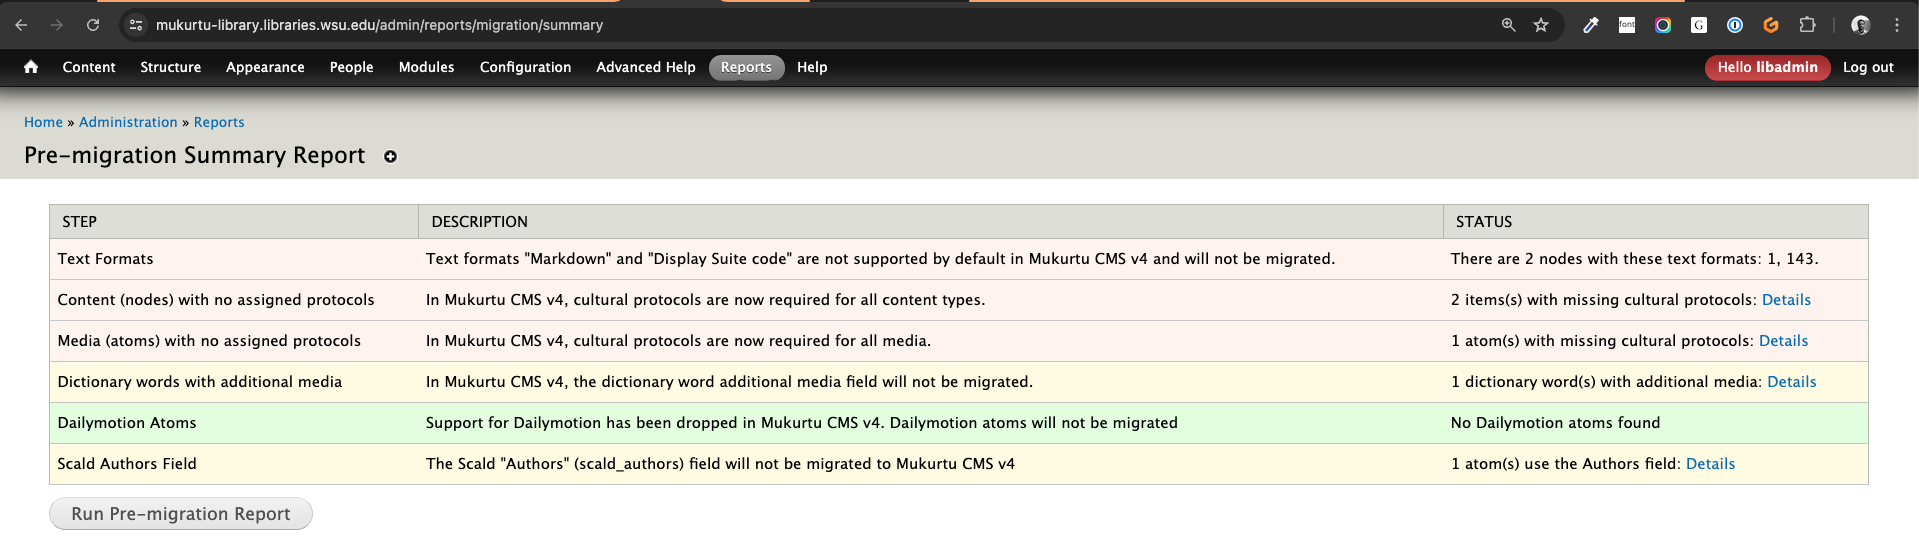 mukurtu-library.libraries.wsu.edu/admin/reports/migration/summary
font
G
Content Structure Appearance People Modules Configuration Advanced Help Reports Help Hello libadmin Log out
Home » Administration » Reports
Pre-migration Summary Report
STEP DESCRIPTION STATUS
Text Formats Text formats "Markdown" and "Display Suite code" are not supported by default in Mukurtu CMS v4 and will not be migrated. There are 2 nodes with these text formats: 1, 143.
Content (nodes) with no assigned protocols In Mukurtu CMS v4, cultural protocols are now required for all content types. 2 items(s) with missing cultural protocols: Details
Media (atoms) with no assigned protocols In Mukurtu CMS v4, cultural protocols are now required for all media. 1 atom(s) with missing cultural protocols: Details
Dictionary words with additional media In Mukurtu CMS v4, the dictionary word additional media field will not be migrated. 1 dictionary word(s) with additional media: Details
Dailymotion Atoms Support for Dailymotion has been dropped in Mukurtu CMS v4. Dailymotion atoms will not be migrated No Dailymotion atoms found
Scald Authors Field The Scald "Authors" (scald_authors) field will not be migrated to Mukurtu CMS v4 1 atom(s) use the Authors field: Details
Run Pre-migration Report